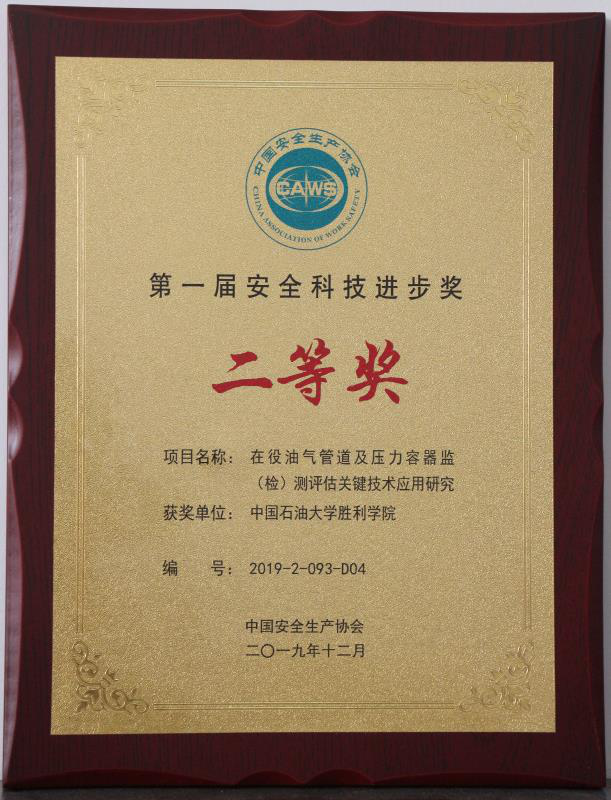 中国安全生产协会
CAWS
CHINA ASSOCIATION OF WORK SAFETY
第一届安全科技进步奖
二等奖
项目名称： 在役油气管道及压力容器监
（检）测评估关键技术应用研究
获奖单位： 中国石油大学胜利学院
编 号： 2019-2-093-D04
中国安全生产协会
二〇一九年十二月